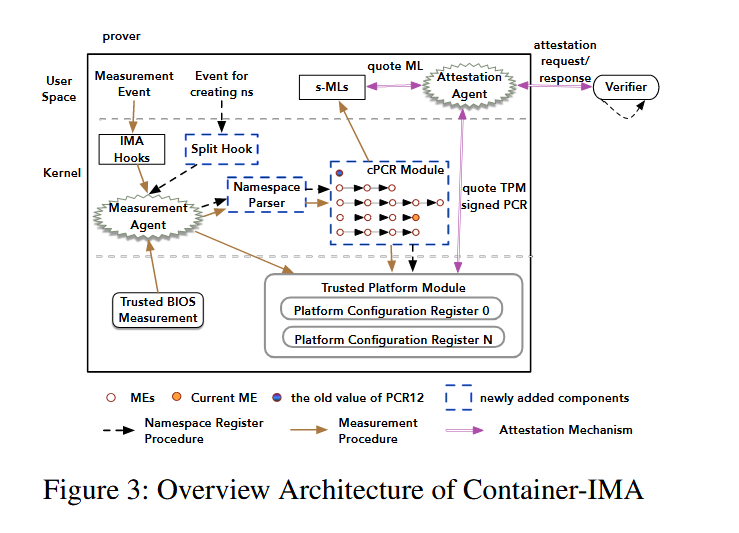 prover
User
Space
Measurement
Event
Event for
creating ns
s-MLs
quote ML
Attestation
Agent
attestation
request/
response
Verifier
Kernel
IMA
Hooks
Split Hook
Namespace
Parser
cPCR Module
Measurement
Agent
quote TPM
signed PCR
Trusted BIOS
Measurement
Trusted Platform Module
Platform Configuration Register 0
Platform Configuration Register N
MEs
Current ME
the old value of PCR12
newly added components
Namespace Register
Procedure
Measurement
Procedure
Attestation Mechanism
Figure 3: Overview Architecture of Container-IMA